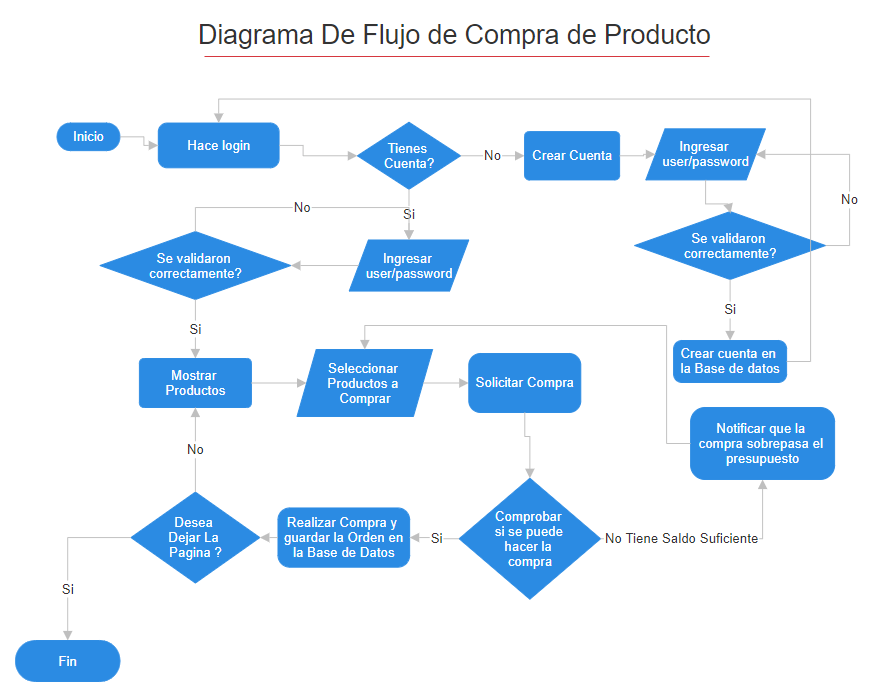 Diagrama De Flujo de Compra de Producto
Inicio
Hace login
Tienes
Cuenta?
No
Crear Cuenta
Ingresar
user/password
No
No
Si
Se validaron
correctamente?
Ingresar
user/password
Se validaron
correctamente?
Si
Si
Mostrar
Productos
Seleccionar
Productos a
Comprar
Solicitar Compra
Crear cuenta en
la Base de datos
Notificar que la
compra sobrepasa el
presupuesto
No
Desea
Dejar La
Pagina ?
Realizar Compra y
guardar la Orden en
la Base de Datos
Si
Comprobar
si se puede
hacer la
compra
No Tiene Saldo Suficiente
Si
Fin